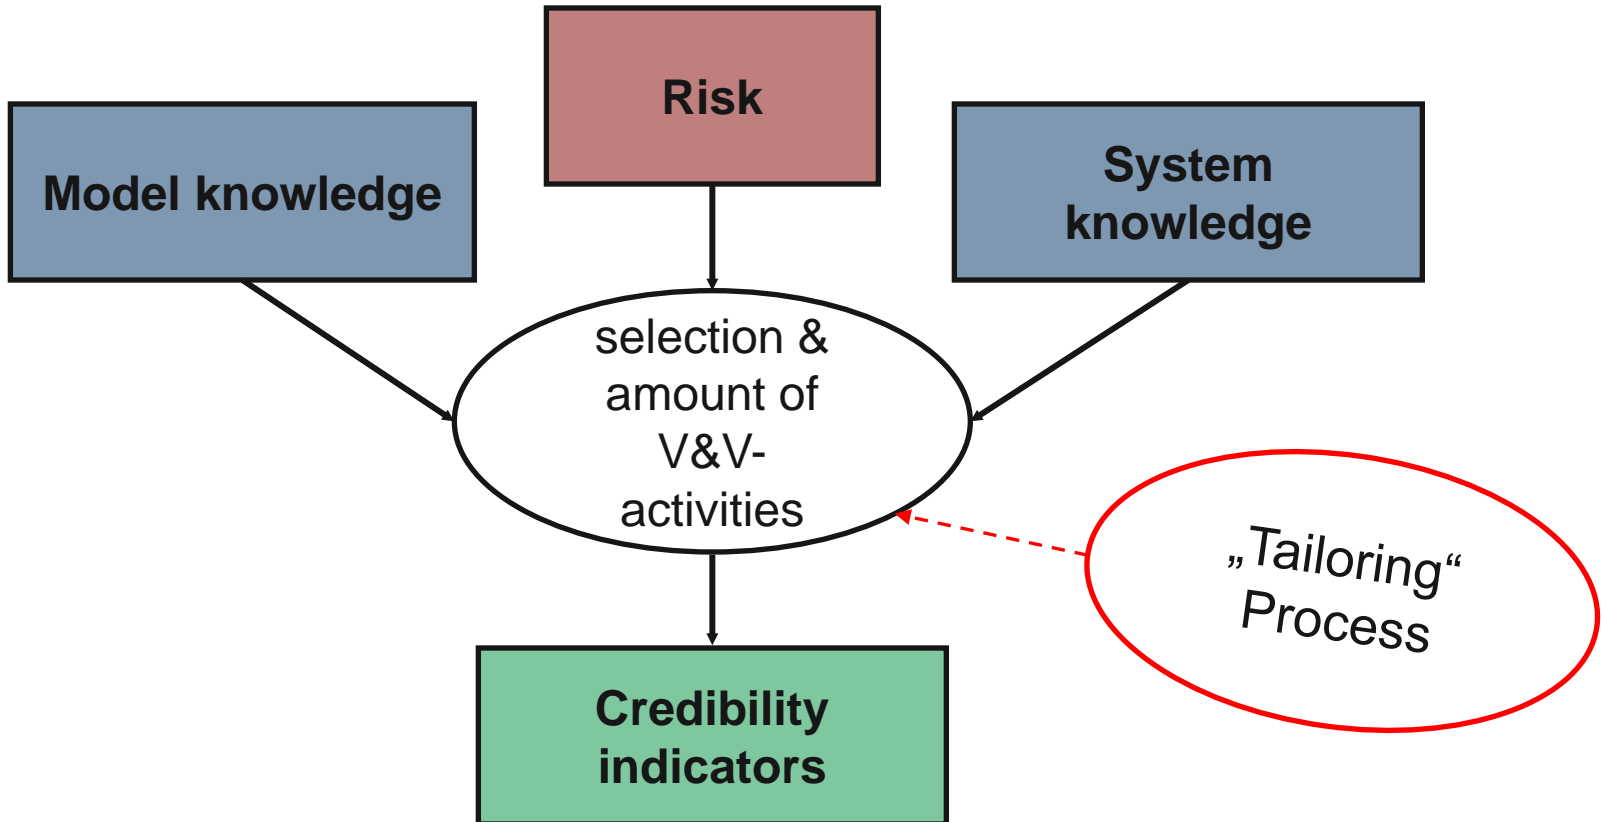 Risk
Model knowledge
System
knowledge
selection &
amount of
V&V-
activities
„Tailoring“
Process
Credibility
indicators